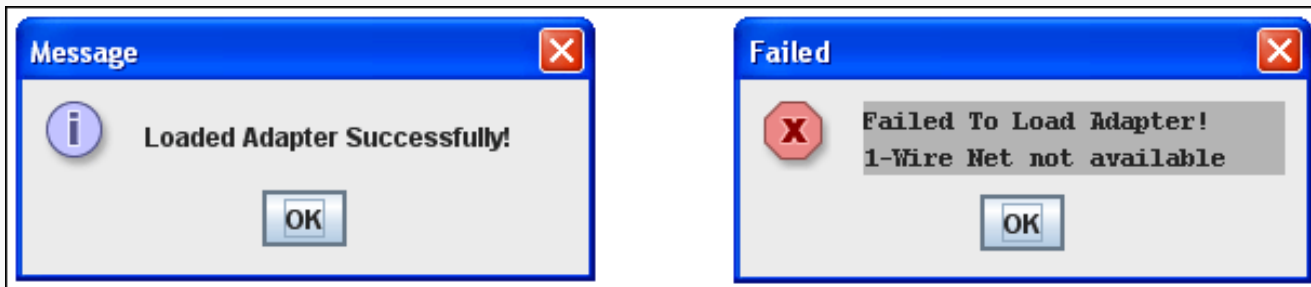 Message
Loaded Adapter Successfully!
OK
Failed
Failed To Load Adapter!
1-Wire Net not available
OK